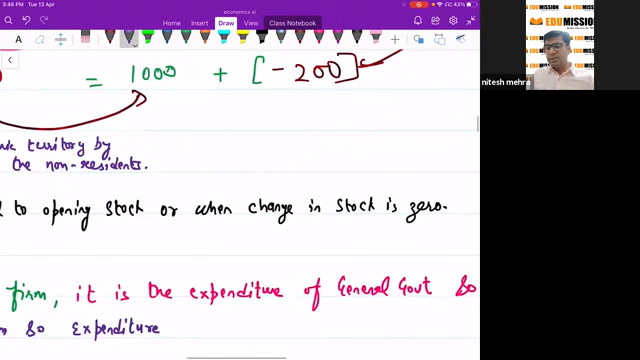 3:46 PM Tue 13 Apr
economics xi
43%
Home Insert Draw View Class Notebook
A
= 1000 + [-200]
territory by
the non-residents.
to opening stock or when change in stock is zero.
firm, it is the expenditure of General Govt so
so Expenditure
EDUMISSION
nitesh mehra